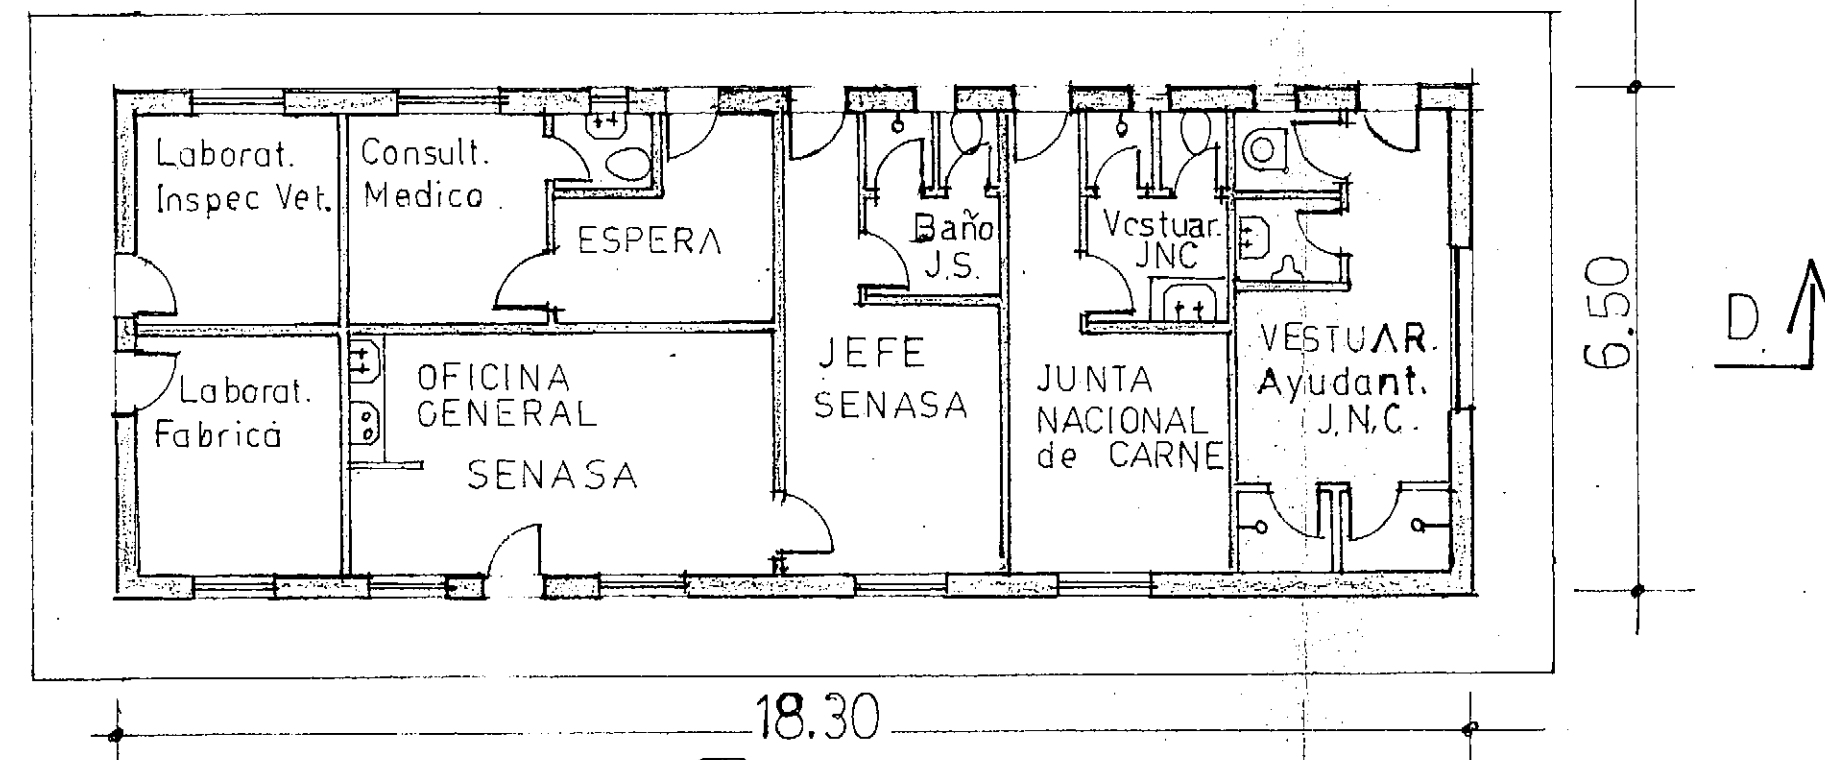 Laborat.
Inspec Vet.
Consult.
Medico
ESPERA
Baño
J.S.
Vestuar.
JNC
Laborat.
Fabrica
OFICINA
GENERAL
SENASA
JEFE
SENASA
JUNTA
NACIONAL
de CARNE
VESTUAR.
Ayudant.
J.N.C.
6.50
D
18.30